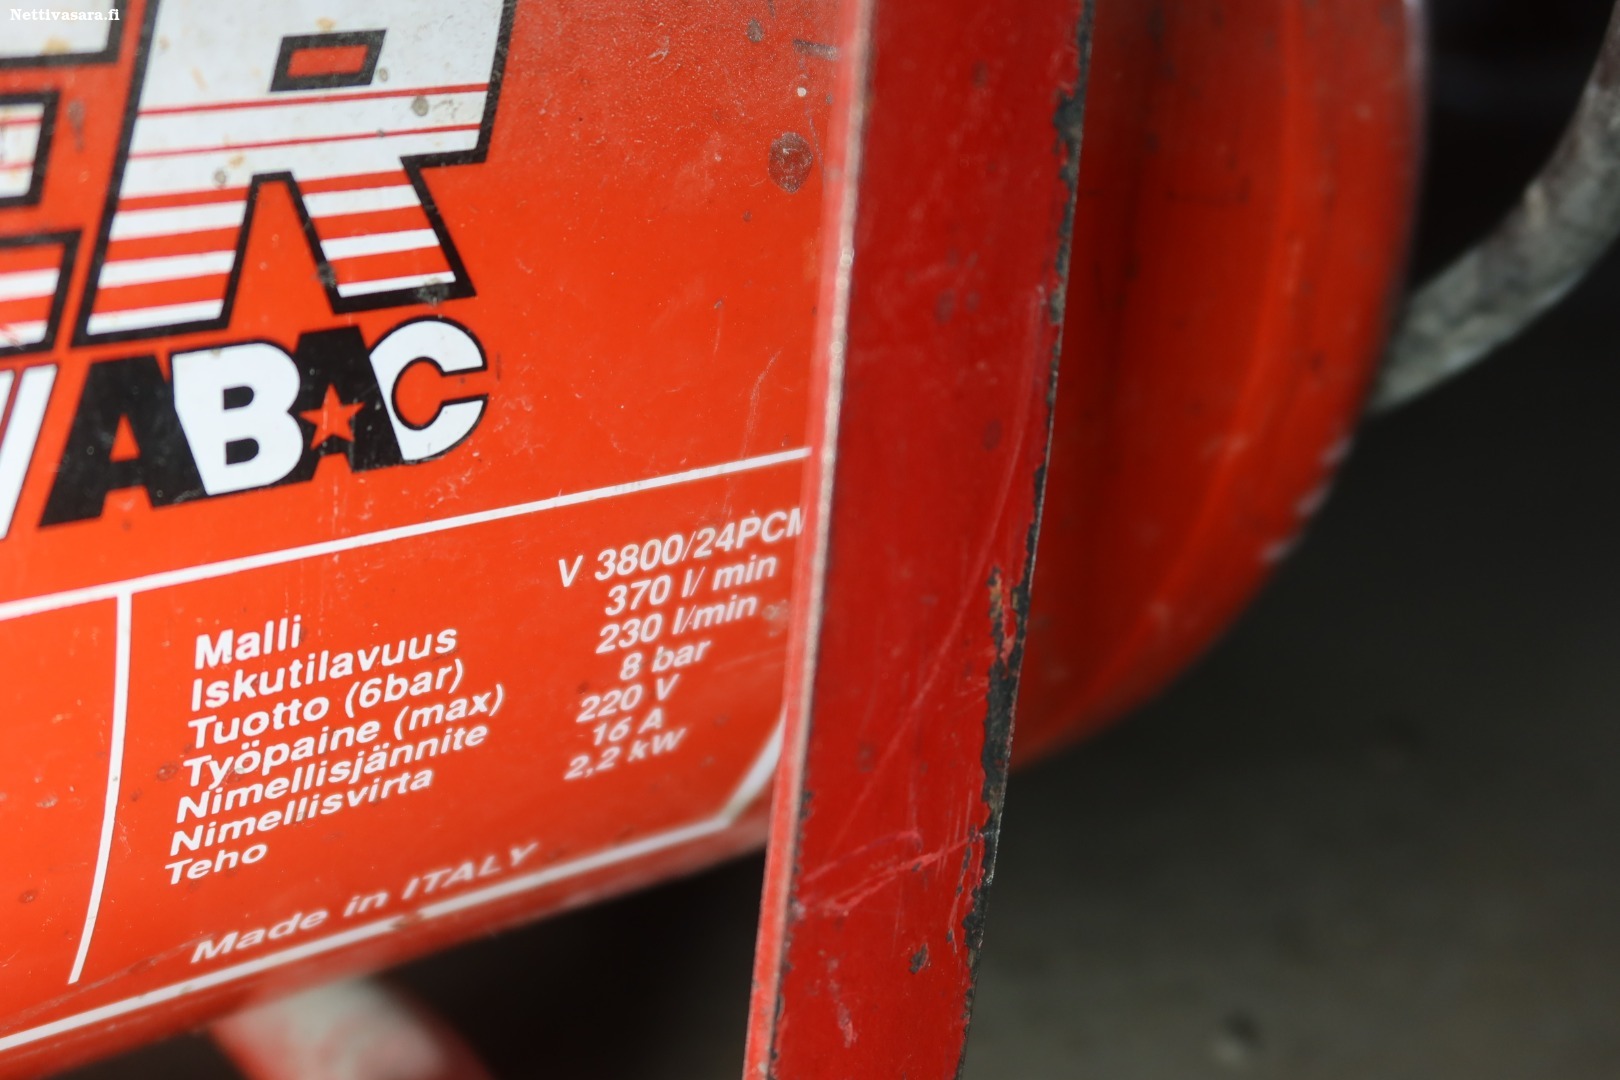 Nettivasara.fi
ER
ABAC
Malli V 3800/24PCM
Iskutilavuus 370 l/ min
Tuotto (6bar) 230 l/min
Työpaine (max) 8 bar
Nimellisjännite 220 V
Nimellisvirta 16 A
Teho 2,2 kW
Made in ITALY